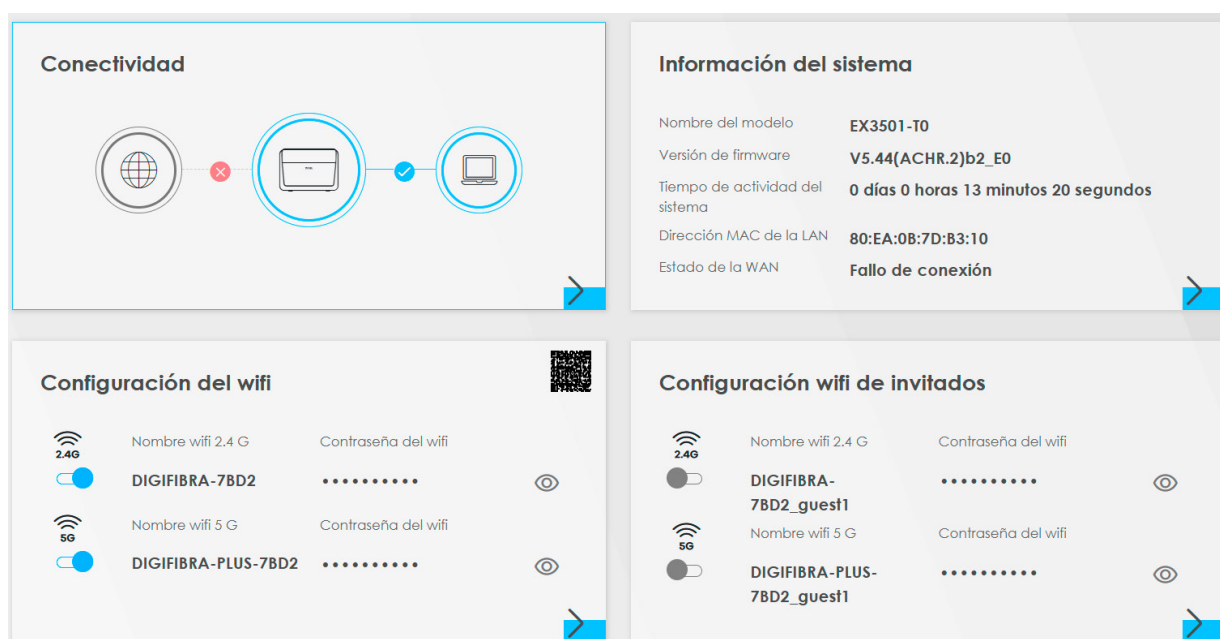 Conectividad
Información del sistema
Nombre del modelo EX3501-T0
Versión de firmware V5.44(ACHR.2)b2_E0
Tiempo de actividad del sistema 0 días 0 horas 13 minutos 20 segundos
Dirección MAC de la LAN 80:EA:0B:7D:B3:10
Estado de la WAN Fallo de conexión
Configuración del wifi
2.4G
Nombre wifi 2.4 G Contraseña del wifi
DIGIFIBRA-7BD2 ••••••••••
5G
Nombre wifi 5 G Contraseña del wifi
DIGIFIBRA-PLUS-7BD2 ••••••••••
Configuración wifi de invitados
2.4G
Nombre wifi 2.4 G Contraseña del wifi
DIGIFIBRA- ••••••••••
7BD2_guest1
5G
Nombre wifi 5 G Contraseña del wifi
DIGIFIBRA-PLUS- ••••••••••
7BD2_guest1